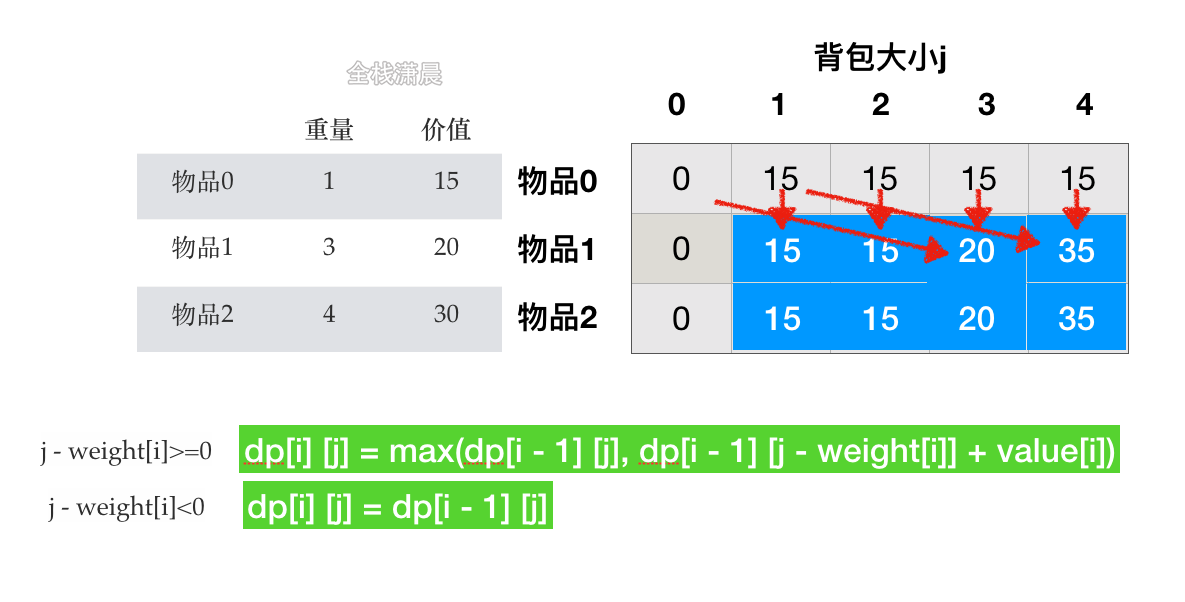 背包大小j
全栈潇晨
0 1 2 3 4
重量 价值
物品0 1 15 物品0 0 15 15 15 15
物品1 3 20 物品1 0 15 15 20 35
物品2 4 30 物品2 0 15 15 20 35
j - weight[i]>=0 dp[i] [j] = max(dp[i - 1] [j], dp[i - 1] [j - weight[i]] + value[i])
j - weight[i]<0 dp[i] [j] = dp[i - 1] [j]